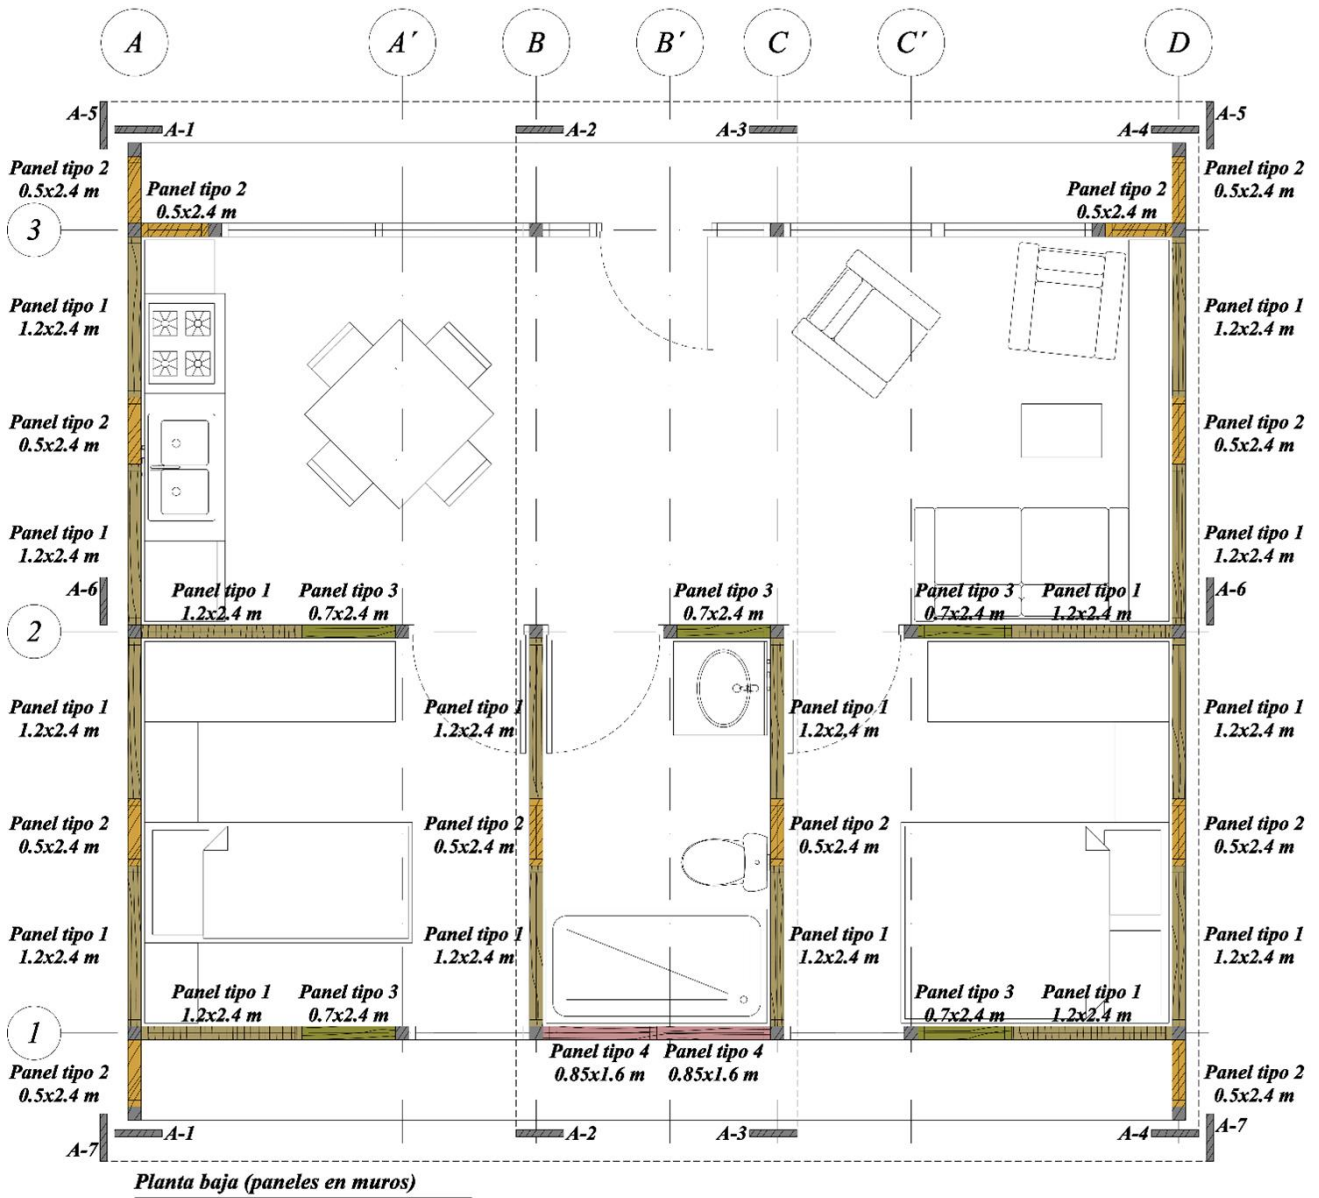 A A´ B B´ C C´ D
A-5 A-5
A-1 A-2 A-3 A-4
Panel tipo 2 Panel tipo 2
0.5x2.4 m 0.5x2.4 m
Panel tipo 2 Panel tipo 2
0.5x2.4 m 0.5x2.4 m
3
Panel tipo 1 Panel tipo 1
1.2x2.4 m 1.2x2.4 m
Panel tipo 2 Panel tipo 2
0.5x2.4 m 0.5x2.4 m
Panel tipo 1 Panel tipo 1
1.2x2.4 m 1.2x2.4 m
A-6 A-6
Panel tipo 1 Panel tipo 3 Panel tipo 3 Panel tipo 3 Panel tipo 1
1.2x2.4 m 0.7x2.4 m 0.7x2.4 m 0.7x2.4 m 1.2x2.4 m
2
Panel tipo 1 Panel tipo 1 Panel tipo 1 Panel tipo 1
1.2x2.4 m 1.2x2.4 m 1.2x2.4 m 1.2x2.4 m
Panel tipo 2 Panel tipo 2 Panel tipo 2 Panel tipo 2
0.5x2.4 m 0.5x2.4 m 0.5x2.4 m 0.5x2.4 m
Panel tipo 1 Panel tipo 1 Panel tipo 1 Panel tipo 1
1.2x2.4 m 1.2x2.4 m 1.2x2.4 m 1.2x2.4 m
Panel tipo 1 Panel tipo 3 Panel tipo 3 Panel tipo 1
1.2x2.4 m 0.7x2.4 m 0.7x2.4 m 1.2x2.4 m
1
Panel tipo 4 Panel tipo 4
0.85x1.6 m 0.85x1.6 m
Panel tipo 2 Panel tipo 2
0.5x2.4 m 0.5x2.4 m
A-1 A-2 A-3 A-4
A-7 A-7
Planta baja (paneles en muros)